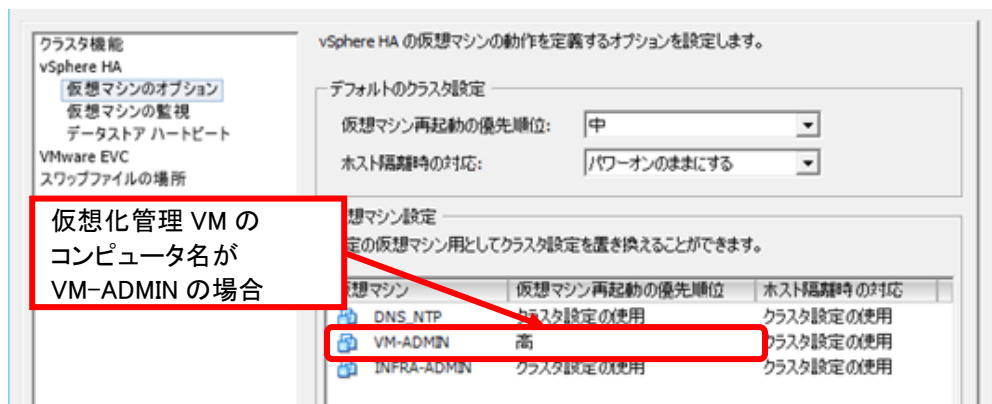 クラスタ機能
vSphere HA
仮想マシンのオプション
仮想マシンの監視
データストア ハートビート
VMware EVC
スワップファイルの場所
vSphere HA の仮想マシンの動作を定義するオプションを設定します。
デフォルトのクラスタ設定
仮想マシン再起動の優先順位: 中
ホスト隔離時の対応: パワーオンのままにする
仮想化管理 VM の
コンピュータ名が
VM-ADMIN の場合
想マシン設定
定の仮想マシン用としてクラスタ設定を置き換えることができます。
想マシン 仮想マシン再起動の優先順位 ホスト隔離時の対応
DNS_NTP クラスタ設定の使用 クラスタ設定の使用
VM-ADMIN 高 クラスタ設定の使用
INFRA-ADMIN クラスタ設定の使用 クラスタ設定の使用